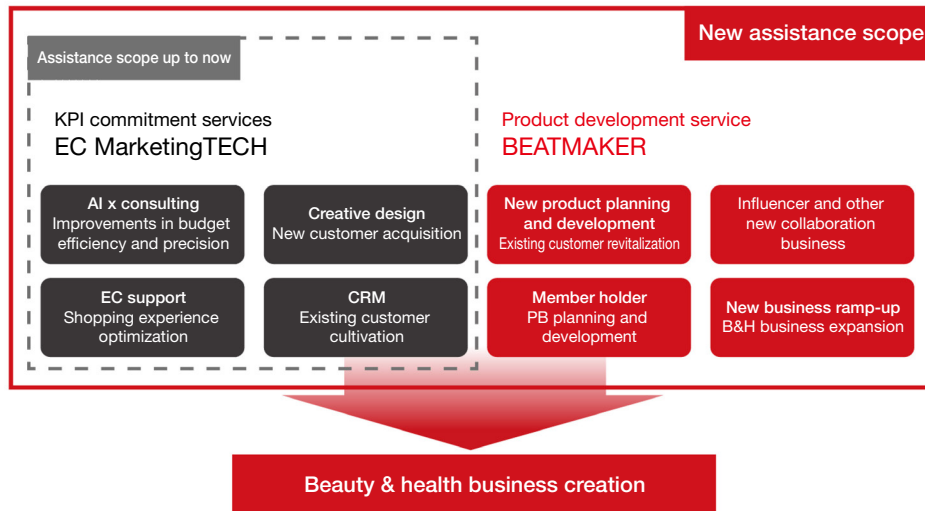 New assistance scope
Assistance scope up to now
KPI commitment services
EC MarketingTECH
Product development service
BEATMAKER
AI x consulting
Improvements in budget
efficiency and precision
Creative design
New customer acquisition
New product planning
and development
Existing customer revitalization
Influencer and other
new collaboration
business
EC support
Shopping experience
optimization
CRM
Existing customer
cultivation
Member holder
PB planning and
development
New business ramp-up
B&H business expansion
Beauty & health business creation